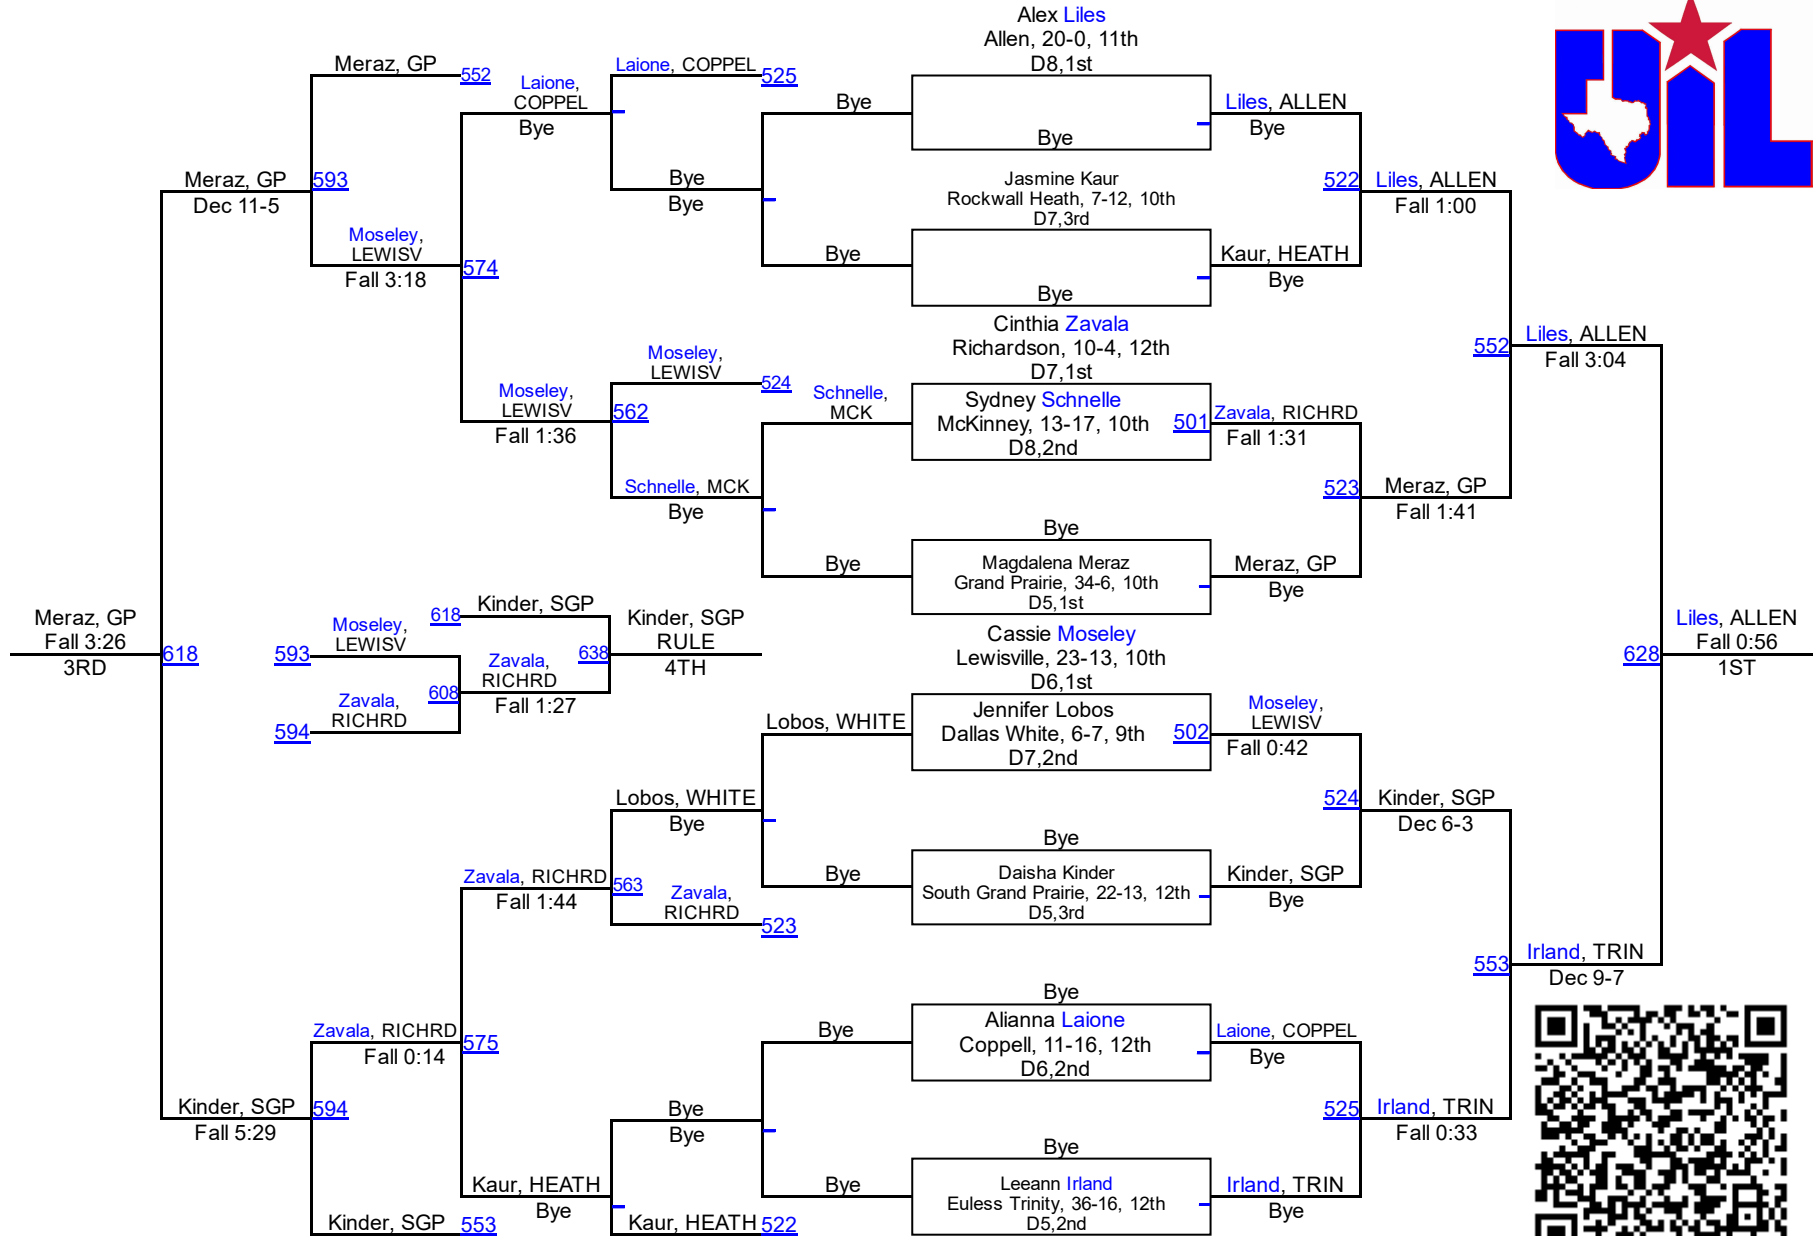 Alex Liles
Allen, 20-0, 11th
D8,1st
UIL
Meraz, GP
552
Laione,
COPPEL
Bye
Laione, COPPEL
525
Bye
Bye
Liles, ALLEN
Bye
Meraz, GP
Dec 11-5
593
Bye
Bye
Jasmine Kaur
Rockwall Heath, 7-12, 10th
D7,3rd
522
Liles, ALLEN
Fall 1:00
Moseley,
LEWISV
Fall 3:18
574
Bye
Bye
Kaur, HEATH
Bye
Cinthia Zavala
Richardson, 10-4, 12th
D7,1st
552
Liles, ALLEN
Fall 3:04
Moseley,
LEWISV
524
Moseley,
LEWISV
Fall 1:36
562
Schnelle,
MCK
Sydney Schnelle
McKinney, 13-17, 10th
D8,2nd
501
Zavala, RICHRD
Fall 1:31
Schnelle, MCK
Bye
523
Meraz, GP
Fall 1:41
Bye
Bye
Magdalena Meraz
Grand Prairie, 34-6, 10th
D5,1st
Meraz, GP
Bye
Meraz, GP
Fall 3:26
3RD
618
Moseley,
LEWISV
593
618
Kinder, SGP
Kinder, SGP
RULE
4TH
638
Zavala,
RICHRD
Fall 1:27
608
Zavala,
RICHRD
594
Cassie Moseley
Lewisville, 23-13, 10th
D6,1st
628
Liles, ALLEN
Fall 0:56
1ST
Lobos, WHITE
Jennifer Lobos
Dallas White, 6-7, 9th
D7,2nd
502
Moseley,
LEWISV
Fall 0:42
Lobos, WHITE
Bye
524
Kinder, SGP
Dec 6-3
Bye
Bye
Daisha Kinder
South Grand Prairie, 22-13, 12th
D5,3rd
Kinder, SGP
Bye
Zavala, RICHRD
Fall 1:44
563
Zavala,
RICHRD
523
553
Irland, TRIN
Dec 9-7
Bye
Zavala, RICHRD
Fall 0:14
575
Bye
Alianna Laione
Coppell, 11-16, 12th
D6,2nd
Laione, COPPEL
Bye
Kinder, SGP
Fall 5:29
594
Bye
Bye
525
Irland, TRIN
Fall 0:33
Bye
Kaur, HEATH
Bye
Bye
Leeann Irland
Euless Trinity, 36-16, 12th
D5,2nd
Irland, TRIN
Bye
Kinder, SGP
553
Kaur, HEATH
522